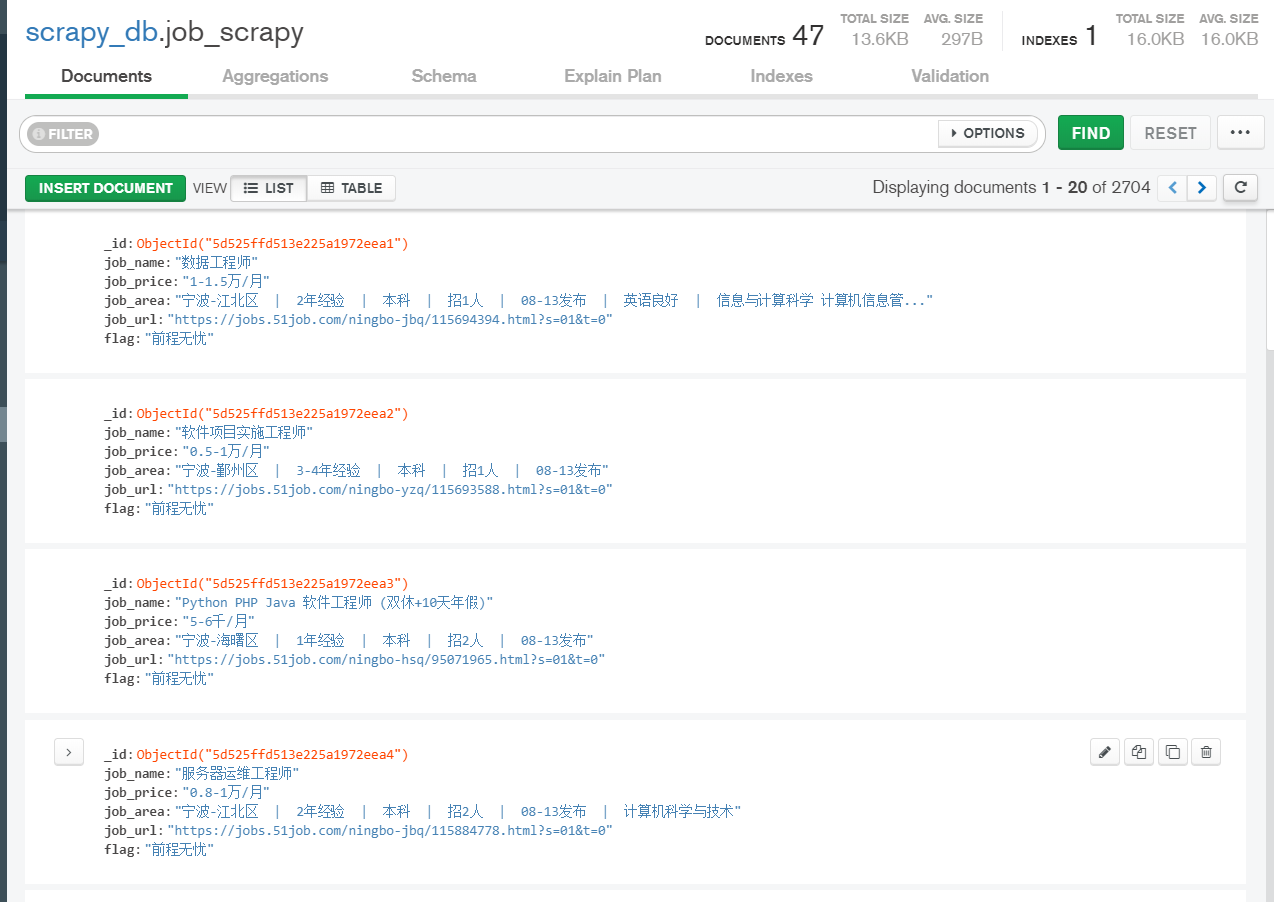 scrapy_db.job_scrapy
DOCUMENTS 47 TOTAL SIZE 13.6KB AVG. SIZE 297B INDEXES 1 TOTAL SIZE 16.0KB AVG. SIZE 16.0KB
Documents Aggregations Schema Explain Plan Indexes Validation
FILTER OPTIONS FIND RESET ...
INSERT DOCUMENT VIEW LIST TABLE Displaying documents 1 - 20 of 2704
_id: ObjectId("5d525ffd513e225a1972eea1")
job_name: "数据工程师"
job_price: "1-1.5万/月"
job_area: "宁波-江北区 | 2年经验 | 本科 | 招1人 | 08-13发布 | 英语良好 | 信息与计算科学 计算机信息管..."
job_url: "https://jobs.51job.com/ningbo-jbq/115694394.html?s=01&t=0"
flag: "前程无忧"
_id: ObjectId("5d525ffd513e225a1972eea2")
job_name: "软件项目实施工程师"
job_price: "0.5-1万/月"
job_area: "宁波-鄞州区 | 3-4年经验 | 本科 | 招1人 | 08-13发布"
job_url: "https://jobs.51job.com/ningbo-yzq/115693588.html?s=01&t=0"
flag: "前程无忧"
_id: ObjectId("5d525ffd513e225a1972eea3")
job_name: "Python PHP Java 软件工程师 (双休+10天年假)"
job_price: "5-6千/月"
job_area: "宁波-海曙区 | 1年经验 | 本科 | 招2人 | 08-13发布"
job_url: "https://jobs.51job.com/ningbo-hsq/95071965.html?s=01&t=0"
flag: "前程无忧"
_id: ObjectId("5d525ffd513e225a1972eea4")
job_name: "服务器运维工程师"
job_price: "0.8-1万/月"
job_area: "宁波-江北区 | 2年经验 | 本科 | 招2人 | 08-13发布 | 计算机科学与技术"
job_url: "https://jobs.51job.com/ningbo-jbq/115884778.html?s=01&t=0"
flag: "前程无忧"